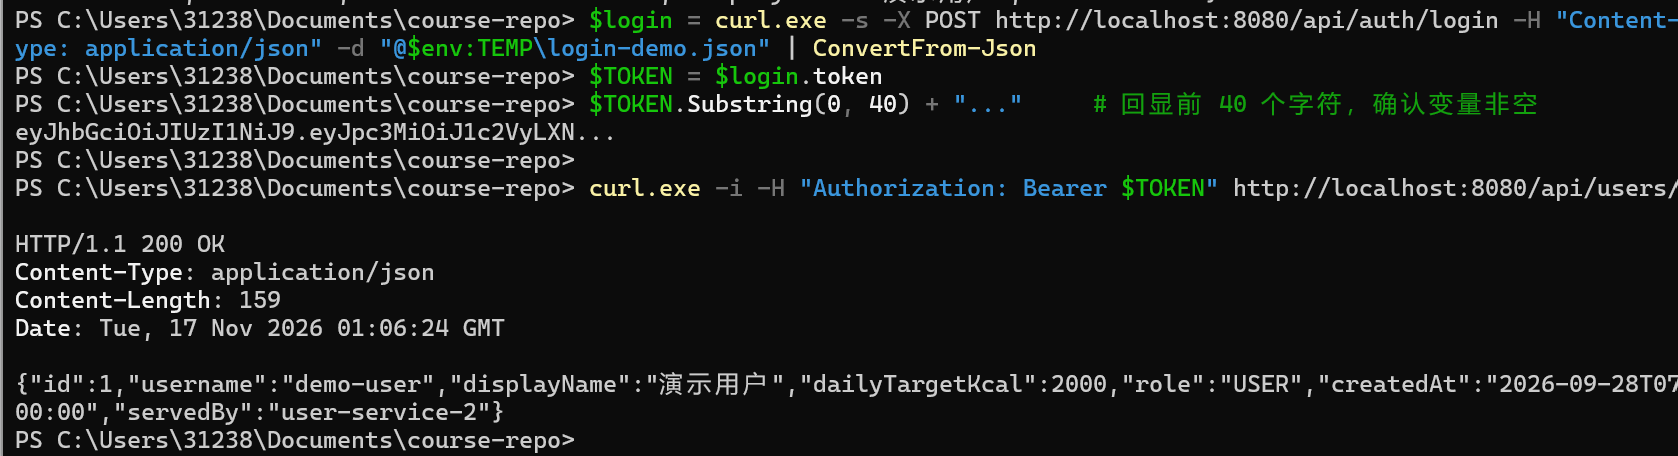 PS C:\Users\31238\Documents\course-repo> $login = curl.exe -s -X POST http://localhost:8080/api/auth/login -H "Content-
ype: application/json" -d "@$env:TEMP\login-demo.json" | ConvertFrom-Json
PS C:\Users\31238\Documents\course-repo> $TOKEN = $login.token
PS C:\Users\31238\Documents\course-repo> $TOKEN.Substring(0, 40) + "..."     # 回显前 40 个字符，确认变量非空
eyJhbGciOiJIUzI1NiJ9.eyJpc3MiOiJ1c2VyLXN...
PS C:\Users\31238\Documents\course-repo>
PS C:\Users\31238\Documents\course-repo> curl.exe -i -H "Authorization: Bearer $TOKEN" http://localhost:8080/api/users/
HTTP/1.1 200 OK
Content-Type: application/json
Content-Length: 159
Date: Tue, 17 Nov 2026 01:06:24 GMT
{"id":1,"username":"demo-user","displayName":"演示用户","dailyTargetKcal":2000,"role":"USER","createdAt":"2026-09-28T07
00:00","servedBy":"user-service-2"}
PS C:\Users\31238\Documents\course-repo>